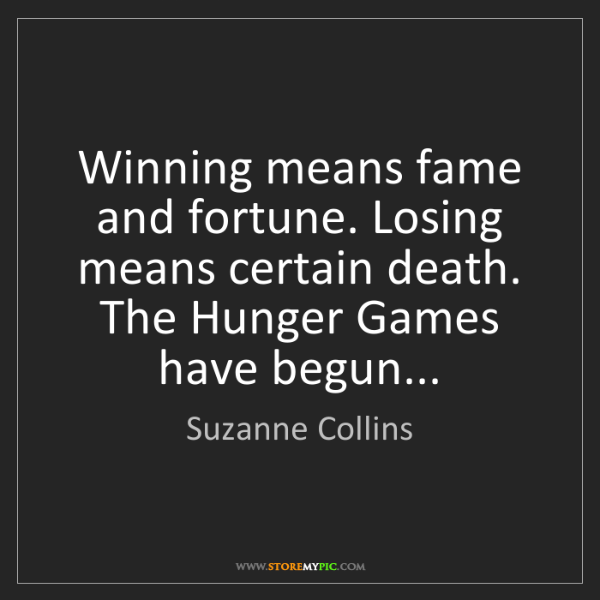 Winning means fame
and fortune. Losing
means certain death.
The Hunger Games
have begun...
Suzanne Collins
WWW.STOREMYPIC.COM